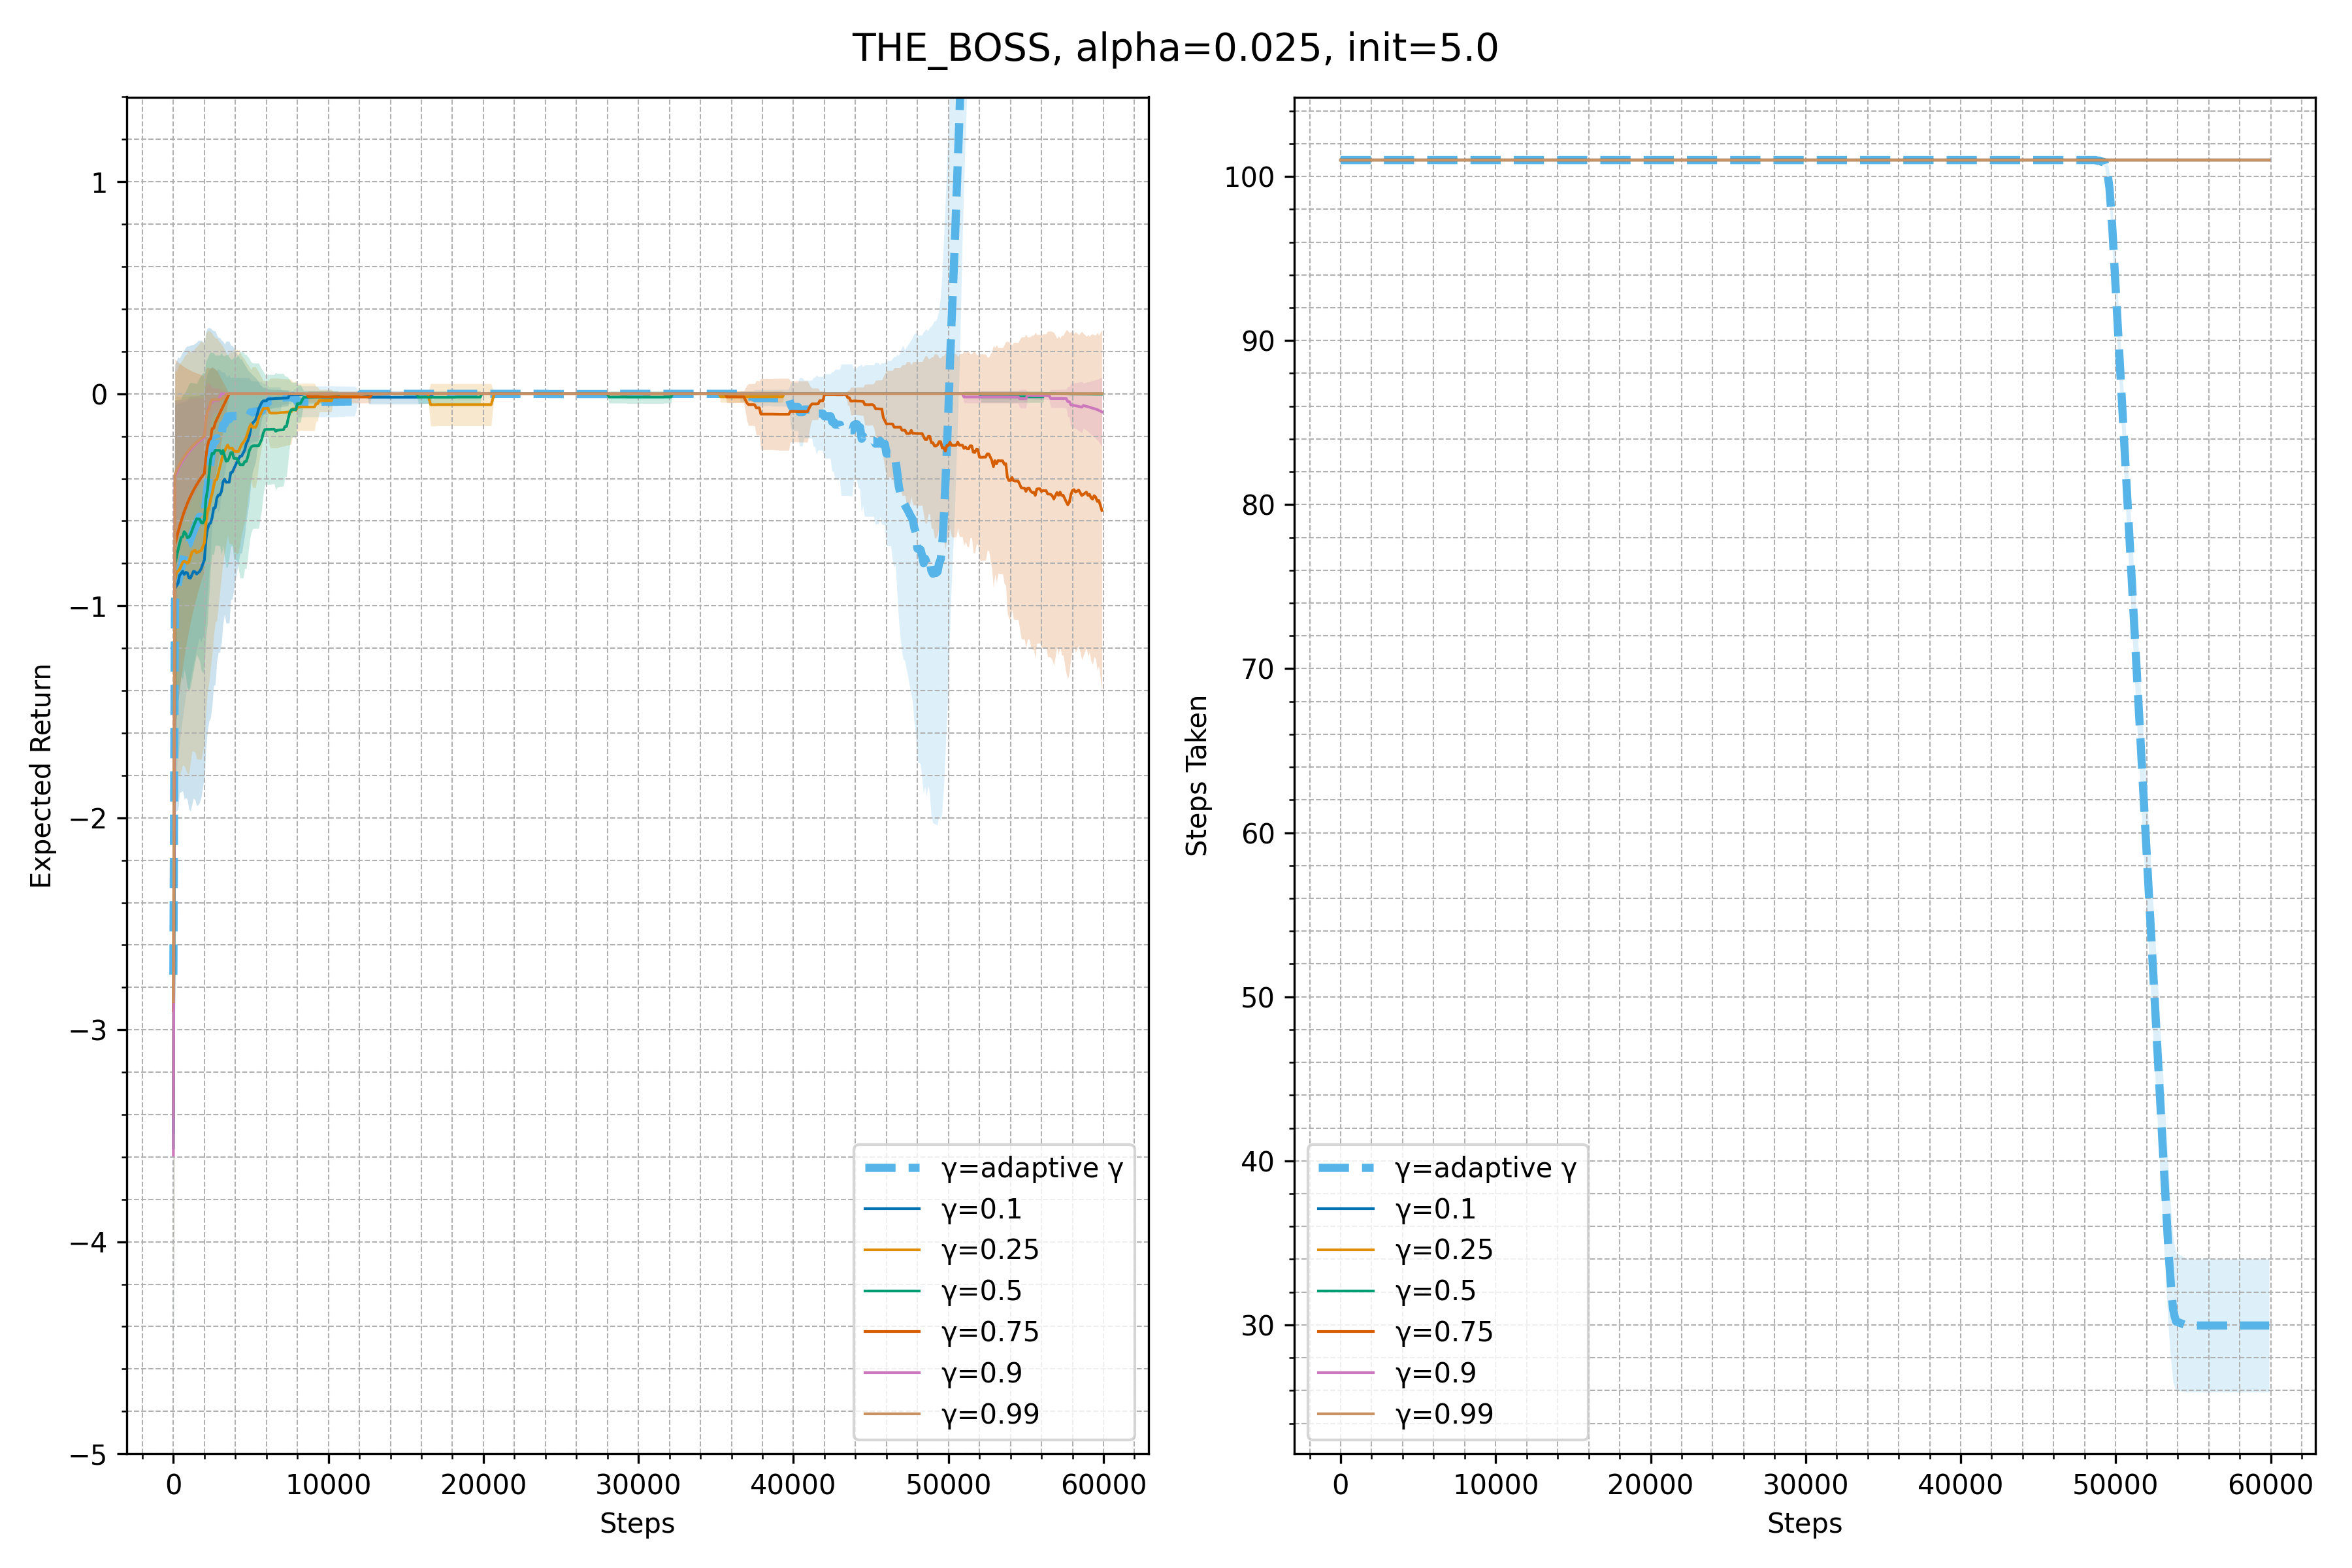 THE_BOSS, alpha=0.025, init=5.0
Expected Return
1
0
−1
−2
−3
−4
−5
0 10000 20000 30000 40000 50000 60000
Steps
γ=adaptive γ
γ=0.1
γ=0.25
γ=0.5
γ=0.75
γ=0.9
γ=0.99
Steps Taken
100
90
80
70
60
50
40
30
0 10000 20000 30000 40000 50000 60000
Steps
γ=adaptive γ
γ=0.1
γ=0.25
γ=0.5
γ=0.75
γ=0.9
γ=0.99